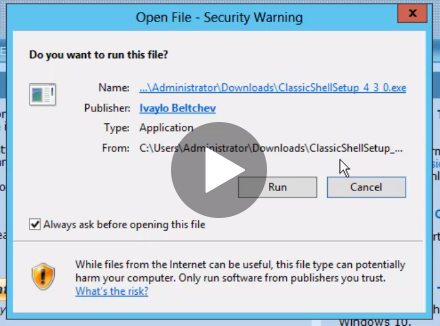 Open File - Security Warning
x
Do you want to run this file?
Name: ...\Administrator\Downloads\ClassicShellSetup_4_3_0.exe
Publisher: Ivaylo Beltchev
Type: Application
From: C:\Users\Administrator\Downloads\ClassicShellSetup_...
Run Cancel
Always ask before opening this file
While files from the Internet can be useful, this file type can potentially
harm your computer. Only run software from publishers you trust.
What's the risk?
Windows 10.